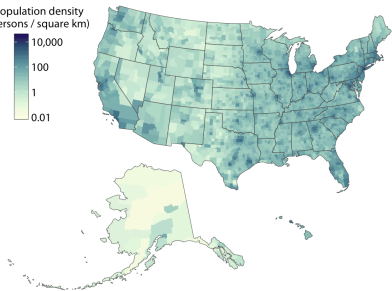 opulation density
ersons / square km)
10,000
100
1
0.01